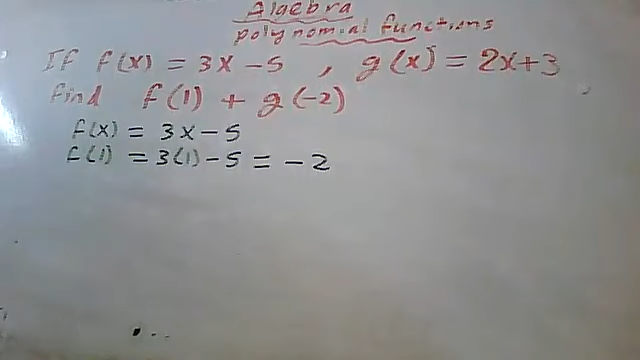 Algebra
polynomial functions
If f(x) = 3x - 5 , g(x) = 2x+3
find f(1) + g(-2)
f(x) = 3x - 5
f(1) = 3(1) - 5 = - 2